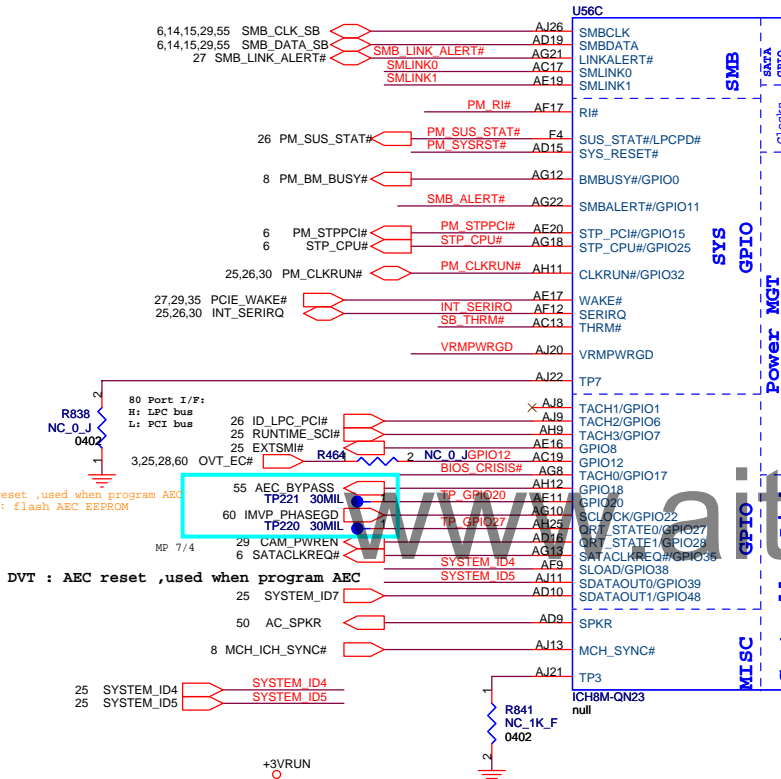 U56C
6,14,15,29,55 SMB_CLK_SB AJ26 SMBCLK
6,14,15,29,55 SMB_DATA_SB AD19 SMBDATA
27 SMB_LINK_ALERT# SMB_LINK_ALERT# AG21 LINKALERT#
SMLINK0 AC17 SMLINK0
SMLINK1 AE19 SMLINK1
SMB
SATA
GPIO
Clocks
PM_RI# AF17 RI#
26 PM_SUS_STAT# PM_SUS_STAT# F4 SUS_STAT#/LPCPD#
PM_SYSRST# AD15 SYS_RESET#
8 PM_BM_BUSY# AG12 BMBUSY#/GPIO0
SMB_ALERT# AG22 SMBALERT#/GPIO11
6 PM_STPPCI# PM_STPPCI# AE20 STP_PCI#/GPIO15
6 STP_CPU# STP_CPU# AG18 STP_CPU#/GPIO25
SYS
GPIO
25,26,30 PM_CLKRUN# PM_CLKRUN# AH11 CLKRUN#/GPIO32
27,29,35 PCIE_WAKE# AE17 WAKE#
25,26,30 INT_SERIRQ INT_SERIRQ AF12 SERIRQ
SB_THRM# AC13 THRM#
Power MGT
VRMPWRGD AJ20 VRMPWRGD
AJ22 TP7
2
R838
NC_0_J
0402
1
80 Port I/F:
H: LPC bus
L: PCI bus
AJ8 TACH1/GPIO1
26 ID_LPC_PCI# AJ9 TACH2/GPIO6
25 RUNTIME_SCI# AH9 TACH3/GPIO7
25 EXTSMI# AE16 GPIO8
3,25,28,60 OVT_EC# R464 1 2 NC_0_J GPIO12 AC19 GPIO12
BIOS_CRISIS# AG8 TACH0/GPIO17
55 AEC_BYPASS AH12 GPIO18
TP221 30MIL 1 TP_GPIO20 AE11 GPIO20
60 IMVP_PHASEGD AG10 SCLOCK/GPIO22
TP220 30MIL 1 TP_GPIO27 AH25 QRT_STATE0/GPIO27
29 CAM_PWREN AD16 QRT_STATE1/GPIO28
6 SATACLKREQ# AG13 SATACLKREQ#/GPIO35
SYSTEM_ID4 AF9 SLOAD/GPIO38
SYSTEM_ID5 AJ11 SDATAOUT0/GPIO39
25 SYSTEM_ID7 AD10 SDATAOUT1/GPIO48
GPIO
eset ,used when program AEC
: flash AEC EEPROM
MP 7/4
DVT : AEC reset ,used when program AEC
www.ait
50 AC_SPKR AD9 SPKR
8 MCH_ICH_SYNC# AJ13 MCH_SYNC#
AJ21 TP3
MISC
25 SYSTEM_ID4 SYSTEM_ID4
25 SYSTEM_ID5 SYSTEM_ID5
1
R841
NC_1K_F
0402
2
ICH8M-QN23
null
+3VRUN